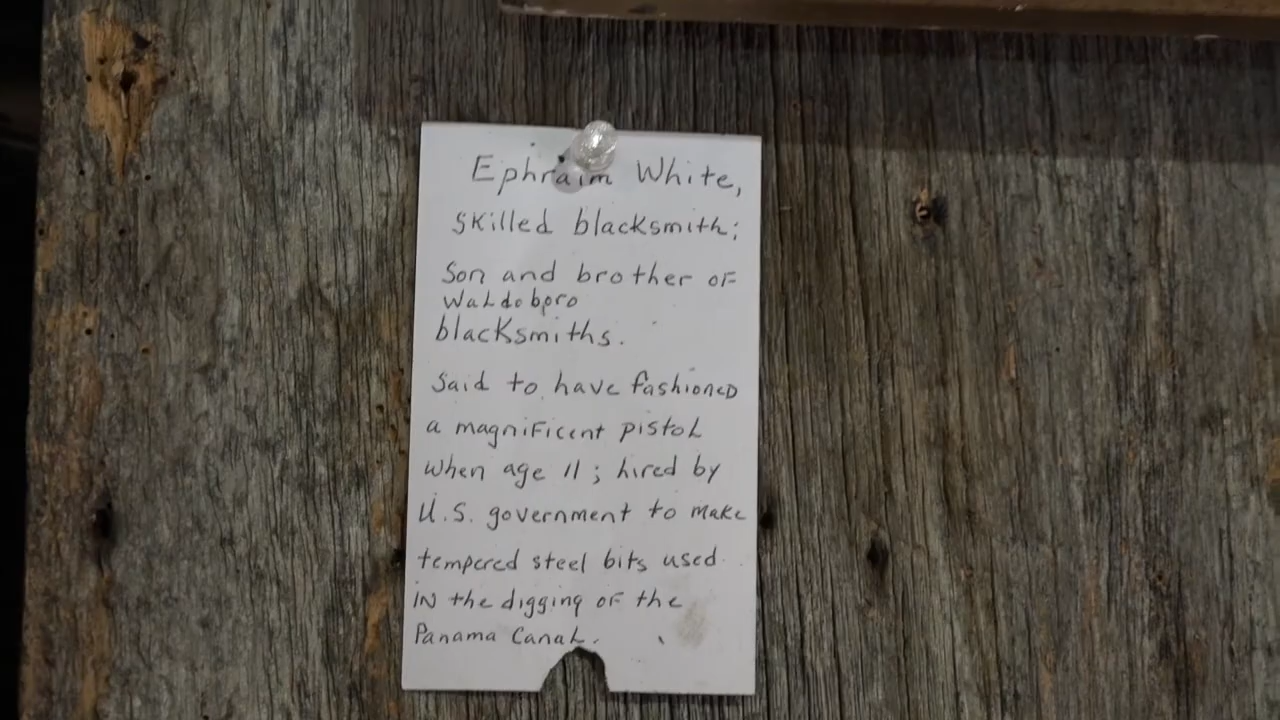 Ephraim White,
Skilled blacksmith;
Son and brother of
Waldoboro
blacksmiths.
Said to have fashioned
a magnificent pistol
when age 11; hired by
U.S. government to make
tempered steel bits used
in the digging of the
Panama Canal.